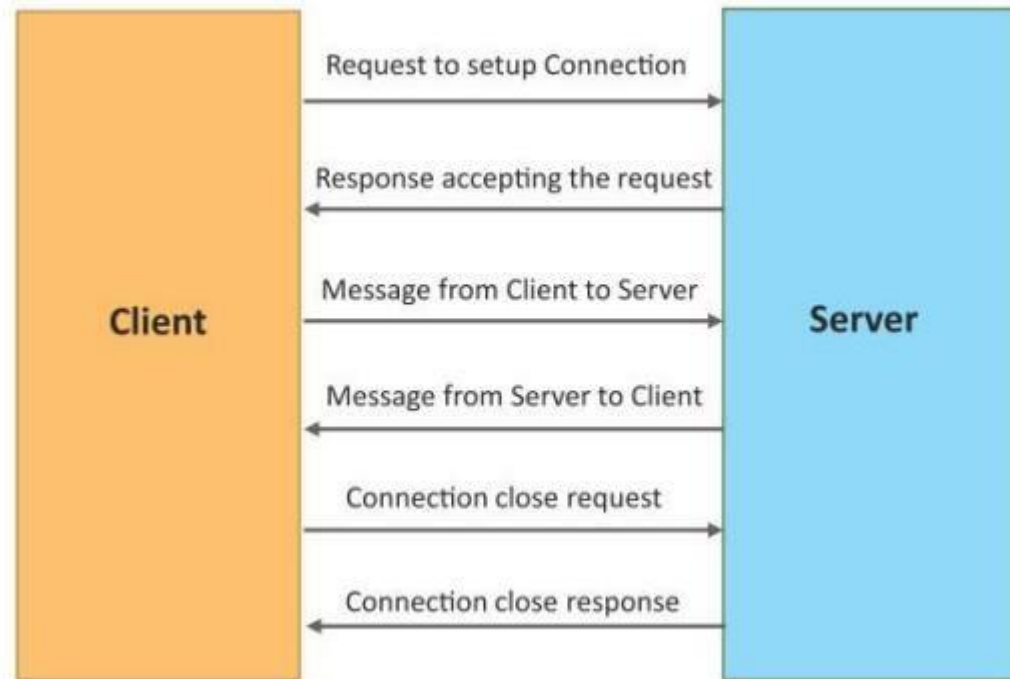 Request to setup Connection
Response accepting the request
Message from Client to Server
Client
Server
Message from Server to Client
Connection close request
Connection close response